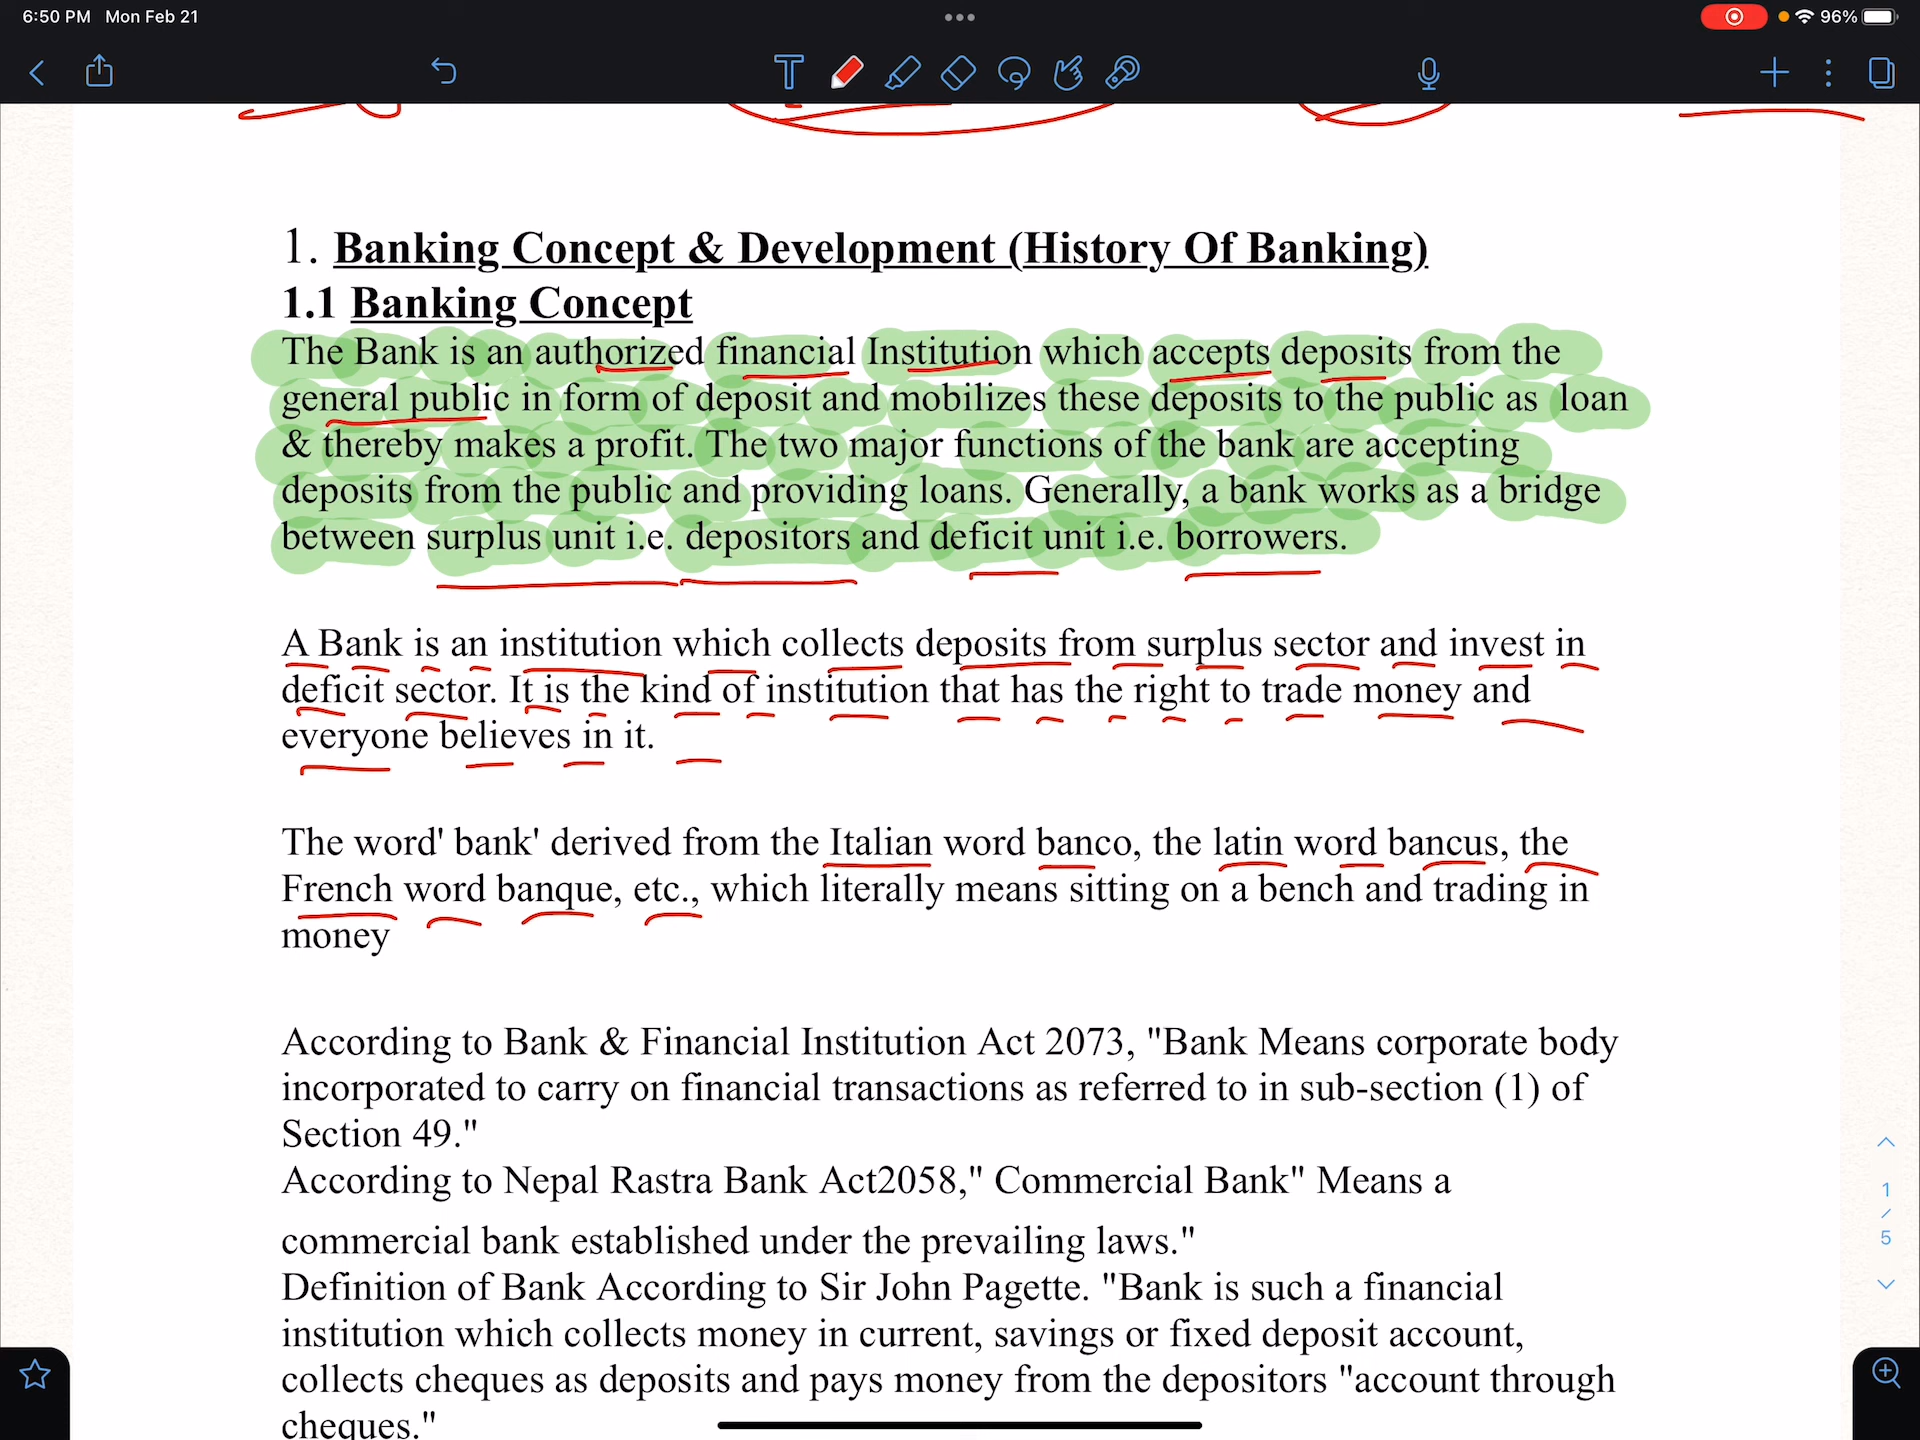 6:50 PM Mon Feb 21
96%
1. Banking Concept & Development (History Of Banking)
1.1 Banking Concept
The Bank is an authorized financial Institution which accepts deposits from the
general public in form of deposit and mobilizes these deposits to the public as loan
& thereby makes a profit. The two major functions of the bank are accepting
deposits from the public and providing loans. Generally, a bank works as a bridge
between surplus unit i.e. depositors and deficit unit i.e. borrowers.
A Bank is an institution which collects deposits from surplus sector and invest in
deficit sector. It is the kind of institution that has the right to trade money and
everyone believes in it.
The word' bank' derived from the Italian word banco, the latin word bancus, the
French word banque, etc., which literally means sitting on a bench and trading in
money
According to Bank & Financial Institution Act 2073, "Bank Means corporate body
incorporated to carry on financial transactions as referred to in sub-section (1) of
Section 49."
According to Nepal Rastra Bank Act2058," Commercial Bank" Means a
commercial bank established under the prevailing laws."
Definition of Bank According to Sir John Pagette. "Bank is such a financial
institution which collects money in current, savings or fixed deposit account,
collects cheques as deposits and pays money from the depositors "account through
cheques."
1
/
5